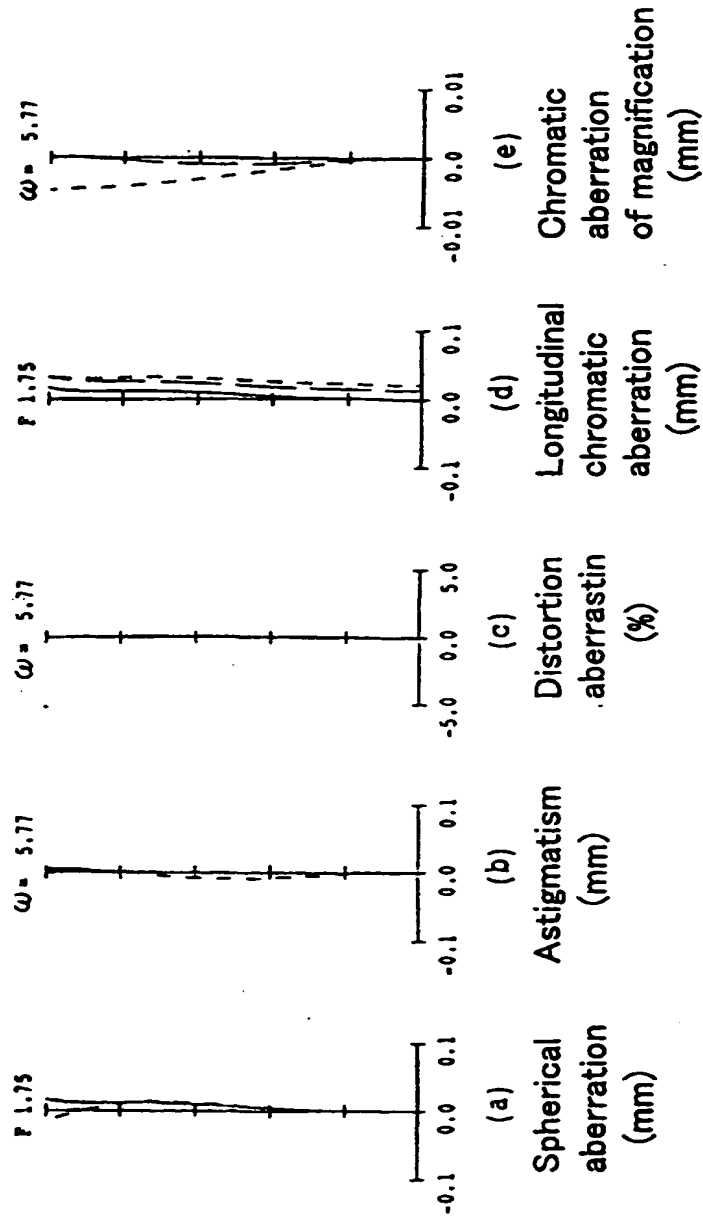 F 1.75
-0.1 0.0 0.1
(a)
Spherical
aberration
(mm)
ω= 5.77
-0.1 0.0 0.1
(b)
Astigmatism
(mm)
ω= 5.77
-5.0 0.0 5.0
(c)
Distortion
aberrastin
(%)
F 1.75
-0.1 0.0 0.1
(d)
Longitudinal
chromatic
aberration
(mm)
ω= 5.77
-0.01 0.0 0.01
(e)
Chromatic
aberration
of magnification
(mm)